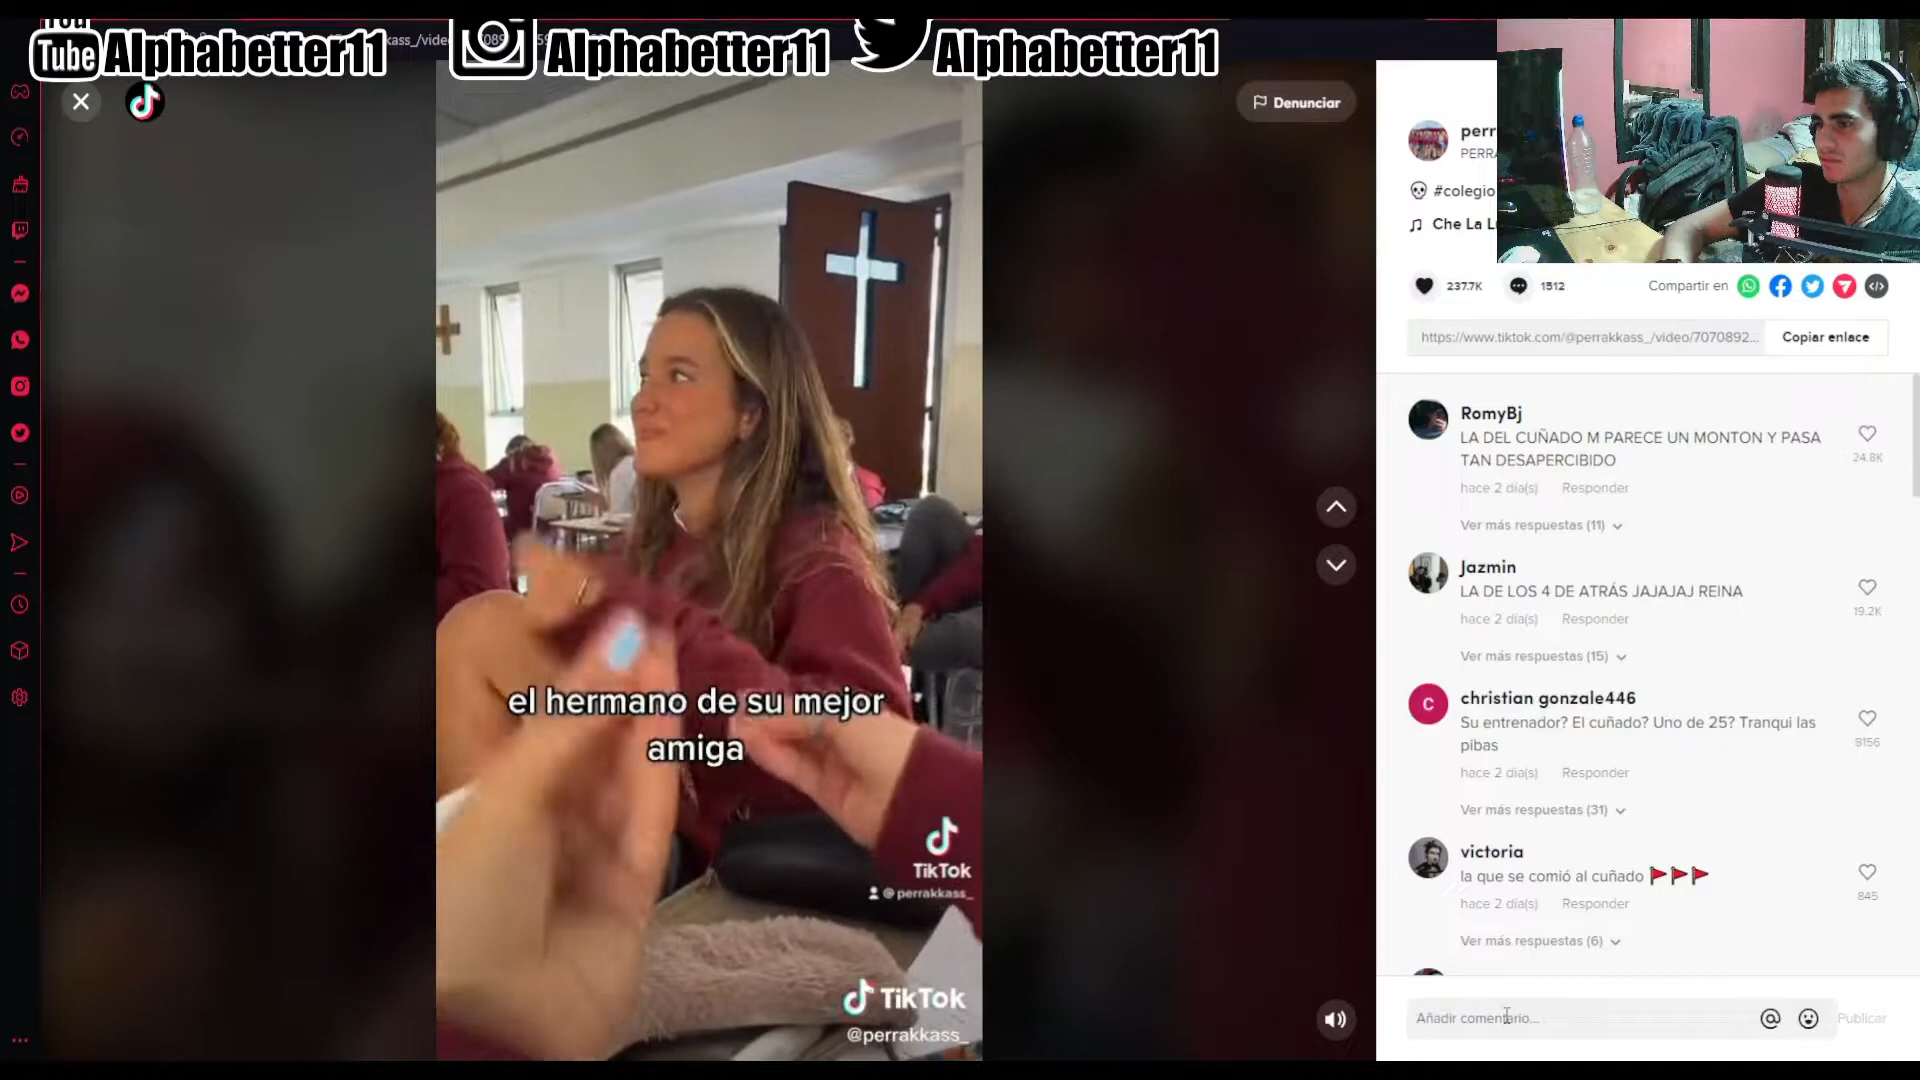 You
Tube Alphabetter11
Alphabetter11
Alphabetter11
kass_/vide
Denunciar
el hermano de su mejor
amiga
TikTok
@perrakkass_
TikTok
@perrakkass_
perr
PERRA
#colegio
Che La L
237.7K
1512
Compartir en
https://www.tiktok.com/@perrakkass_/video/7070892...
Copiar enlace
RomyBj
LA DEL CUÑADO M PARECE UN MONTON Y PASA
TAN DESAPERCIBIDO
24.8K
hace 2 día(s) Responder
Ver más respuestas (11)
Jazmin
LA DE LOS 4 DE ATRÁS JAJAJAJ REINA
19.2K
hace 2 día(s) Responder
Ver más respuestas (15)
christian gonzale446
Su entrenador? El cuñado? Uno de 25? Tranqui las
pibas
8156
hace 2 día(s) Responder
Ver más respuestas (31)
C
victoria
la que se comió al cuñado
845
hace 2 día(s) Responder
Ver más respuestas (6)
Añadir comentario...
Publicar